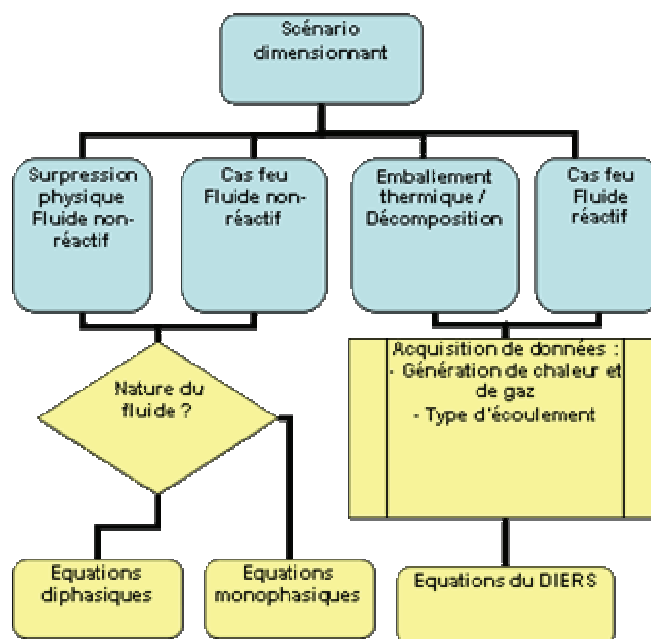 Scénario
dimensionnant
Surpression
physique
Fluide non-
réactif
Cas feu
Fluide non-
réactif
Emballement
thermique /
Décomposition
Cas feu
Fluide
réactif
Nature du
fluide ?
Acquisition de données :
- Génération de chaleur et
de gaz
- Type d'écoulement
Equations
diphasiques
Equations
monophasiques
Equations du DIERS